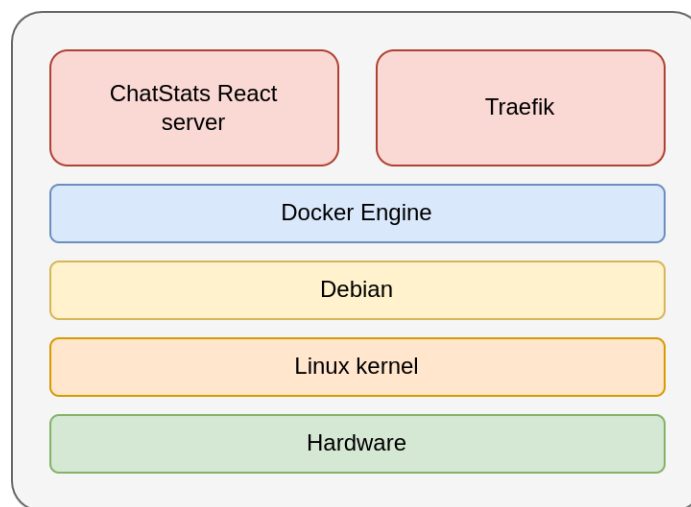 ChatStats React
server
Traefik
Docker Engine
Debian
Linux kernel
Hardware